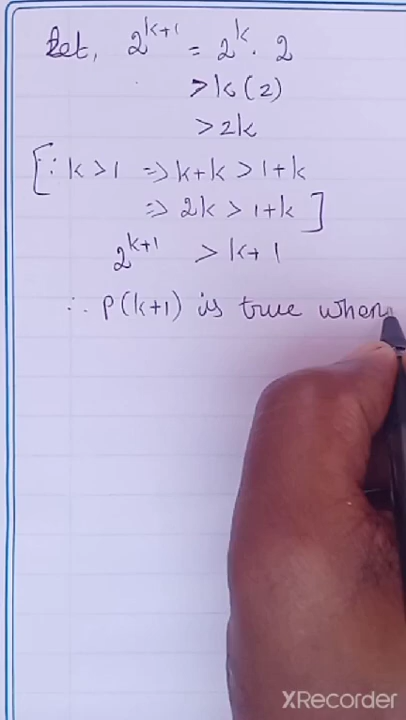 Let, 2^{k+1} = 2^k . 2
> k(2)
> 2k
[∵ k > 1 ⇒ k+k > 1+k
⇒ 2k > 1+k ]
2^{k+1} > k+1
∴ P(k+1) is true when
XRecorder